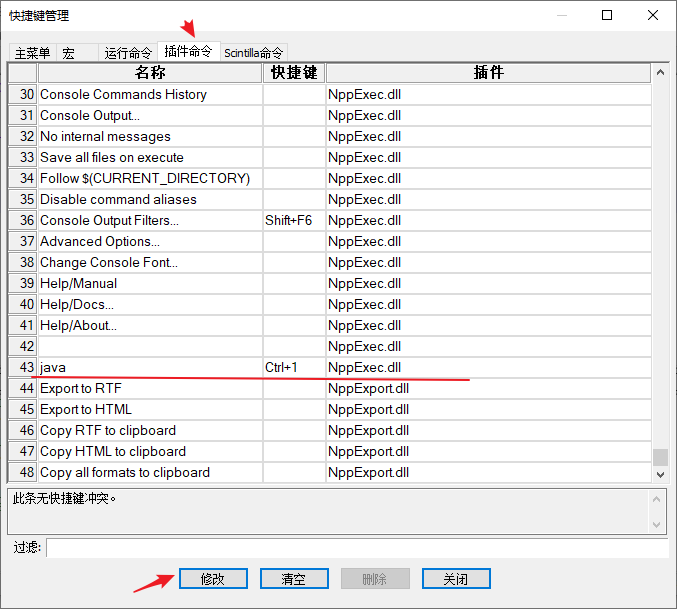 快捷键管理
主菜单 宏 运行命令 插件命令 Scintilla命令
名称 快捷键 插件
30 Console Commands History NppExec.dll
31 Console Output... NppExec.dll
32 No internal messages NppExec.dll
33 Save all files on execute NppExec.dll
34 Follow $(CURRENT_DIRECTORY) NppExec.dll
35 Disable command aliases NppExec.dll
36 Console Output Filters... Shift+F6 NppExec.dll
37 Advanced Options... NppExec.dll
38 Change Console Font... NppExec.dll
39 Help/Manual NppExec.dll
40 Help/Docs... NppExec.dll
41 Help/About... NppExec.dll
42 NppExec.dll
43 java Ctrl+1 NppExec.dll
44 Export to RTF NppExport.dll
45 Export to HTML NppExport.dll
46 Copy RTF to clipboard NppExport.dll
47 Copy HTML to clipboard NppExport.dll
48 Copy all formats to clipboard NppExport.dll
此条无快捷键冲突。
过滤:
修改 清空 删除 关闭